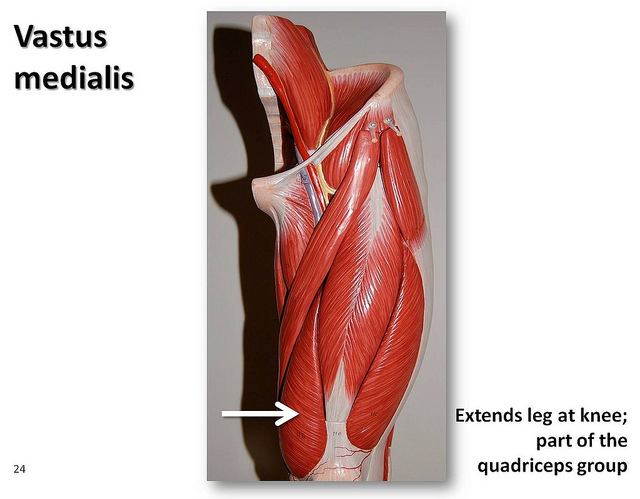 Vastus
medialis
Extends leg at knee;
part of the
quadriceps group
24